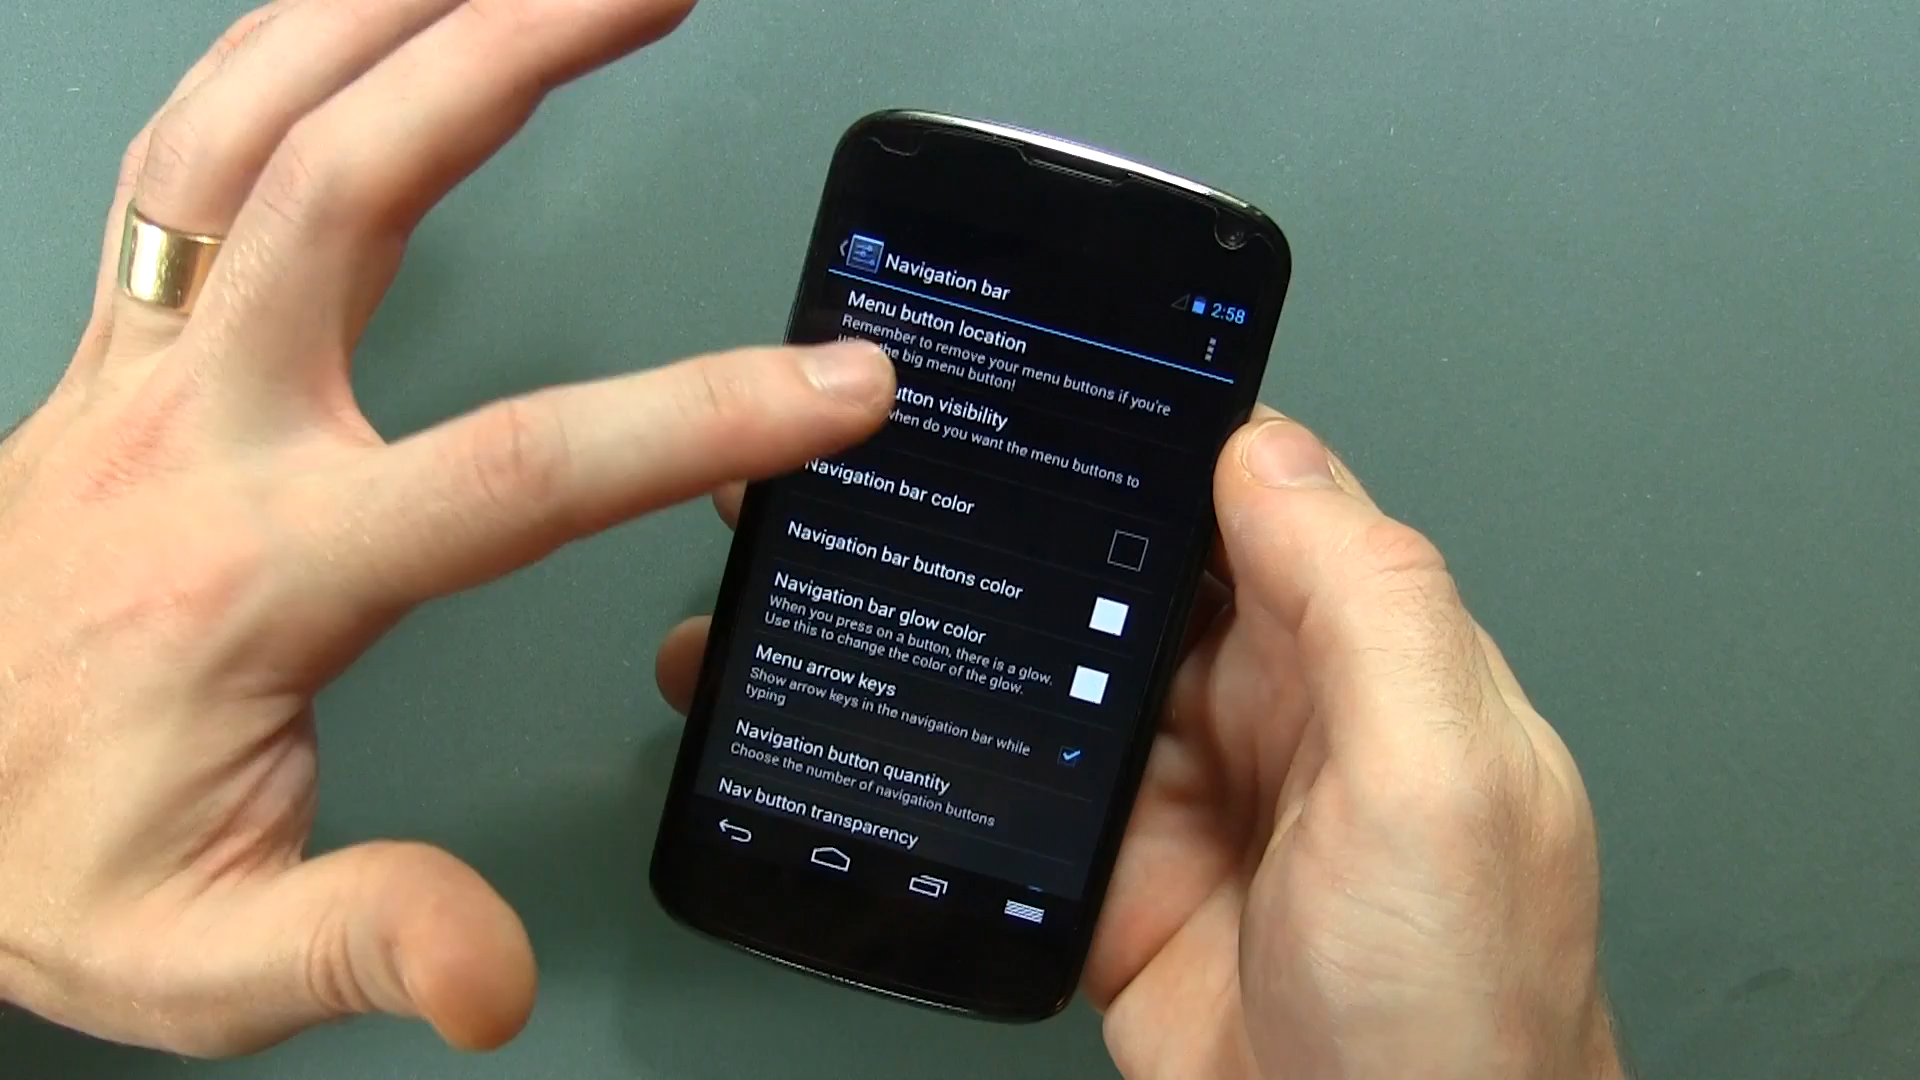 Navigation bar
2:58
Menu button location
Remember to remove your menu buttons if you're
the big menu button!
visibility
when do you want the menu buttons to
Navigation bar color
Navigation bar buttons color
Navigation bar glow color
When you press on a button, there is a glow.
Use this to change the color of the glow.
Menu arrow keys
Show arrow keys in the navigation bar while
typing
Navigation button quantity
Choose the number of navigation buttons
Nav button transparency